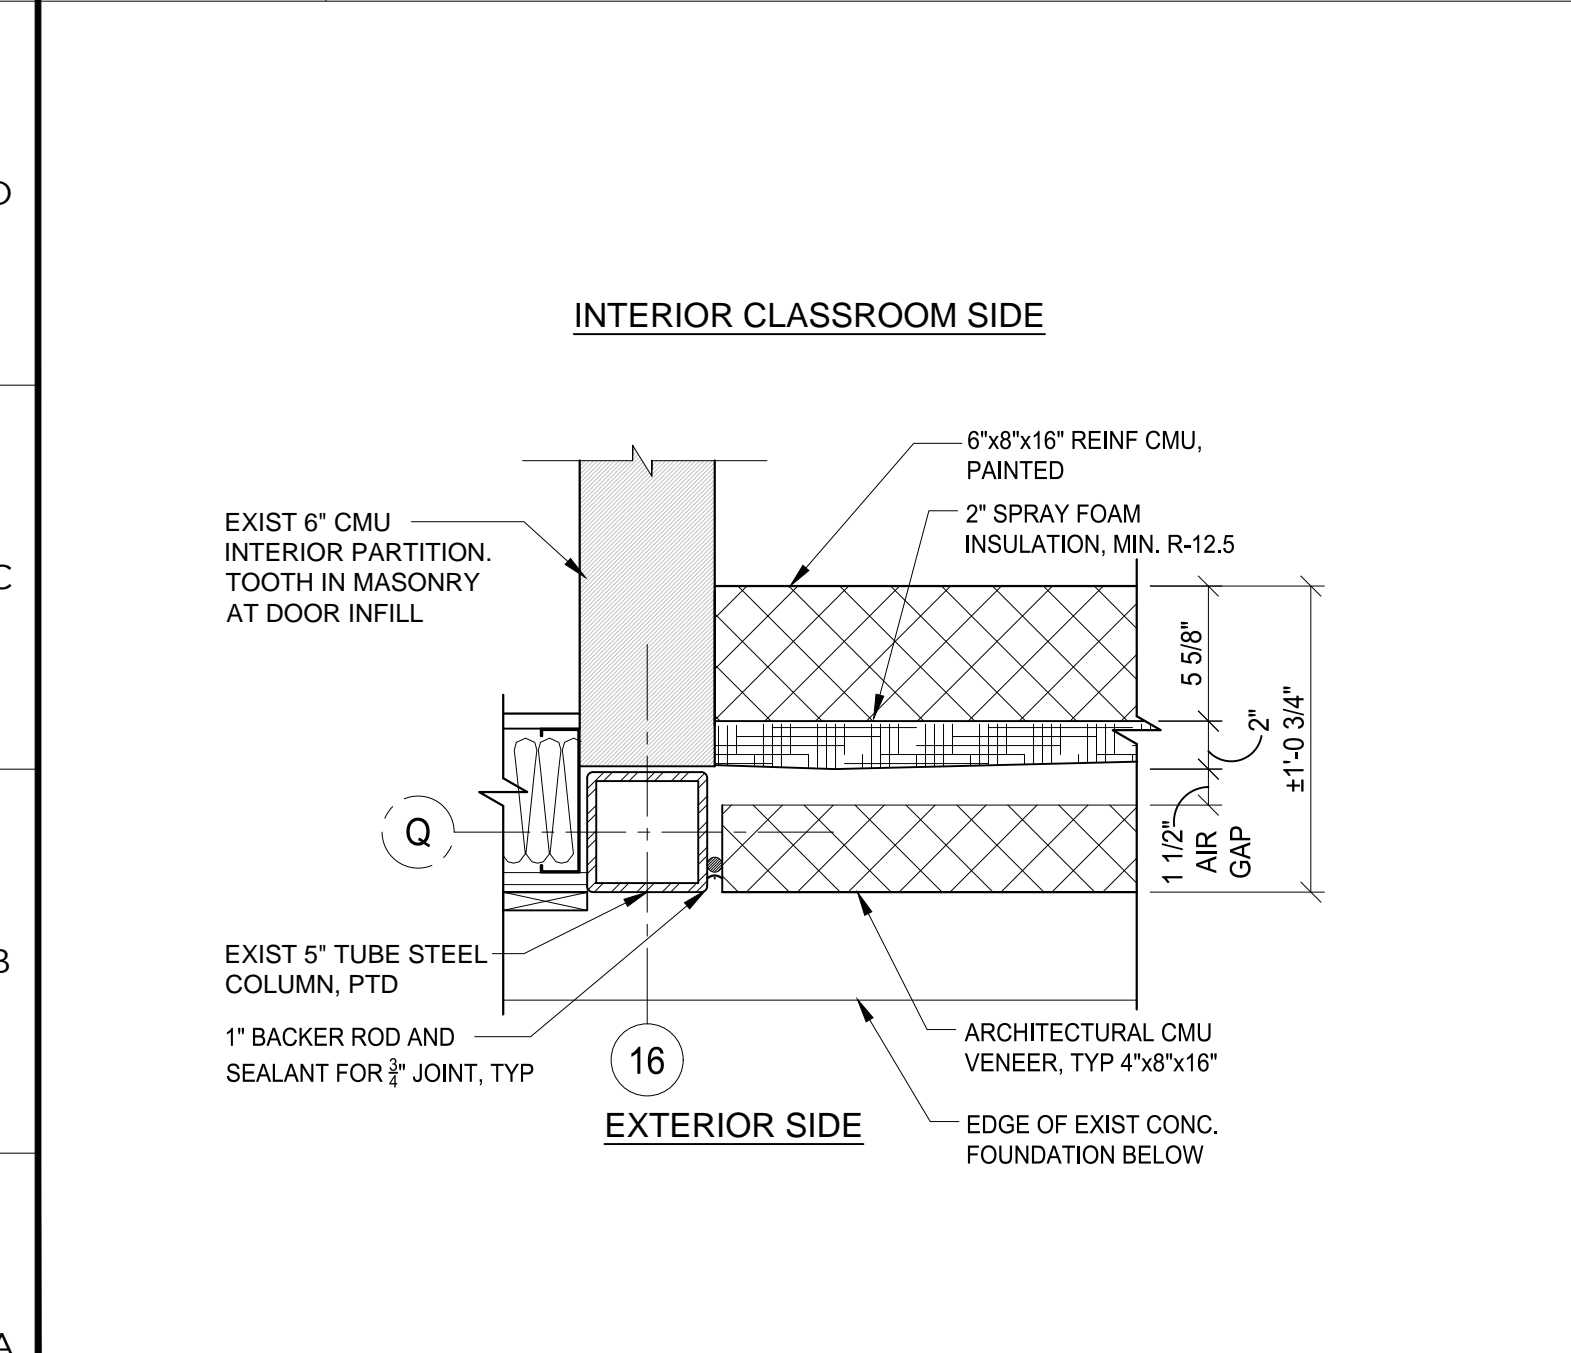 D
C
B
A
INTERIOR CLASSROOM SIDE
6"x8"x16" REINF CMU,
PAINTED
2" SPRAY FOAM
INSULATION, MIN. R-12.5
EXIST 6" CMU
INTERIOR PARTITION.
TOOTH IN MASONRY
AT DOOR INFILL
5 5/8"
2"
±1'-0 3/4"
1 1/2"
AIR
GAP
Q
EXIST 5" TUBE STEEL
COLUMN, PTD
1" BACKER ROD AND
SEALANT FOR 3/4" JOINT, TYP
16
ARCHITECTURAL CMU
VENEER, TYP 4"x8"x16"
EXTERIOR SIDE
EDGE OF EXIST CONC.
FOUNDATION BELOW